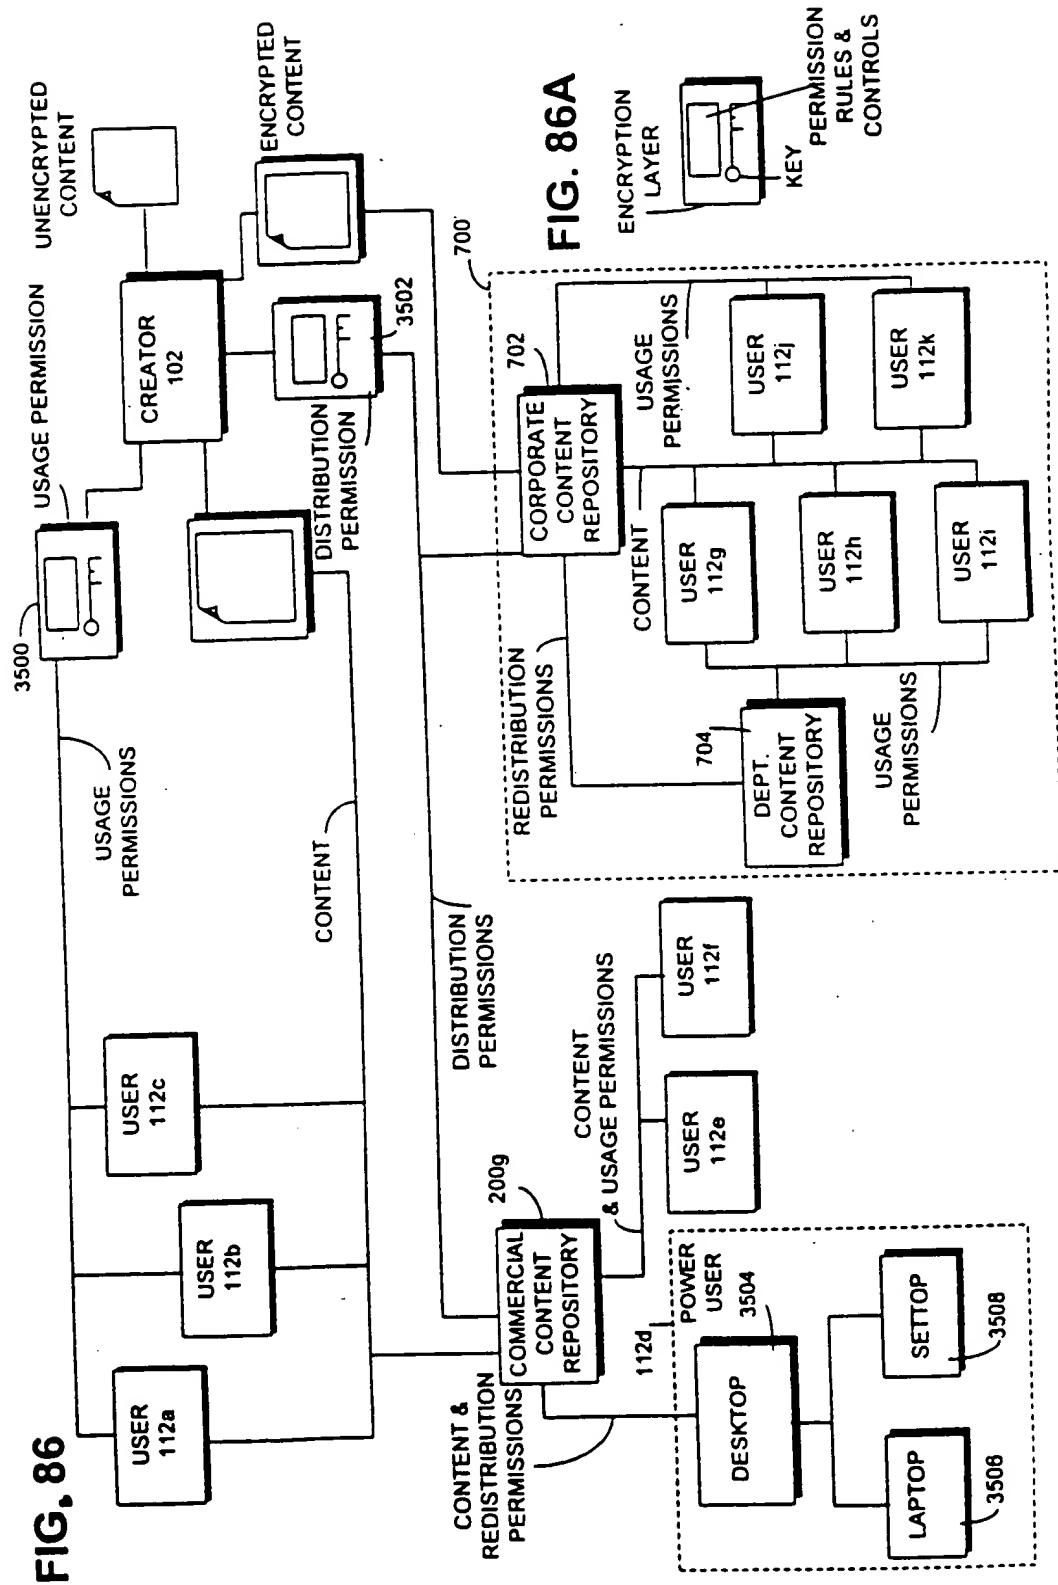 FIG. 86
USER
112a
USER
112b
USER
112c
USAGE
PERMISSIONS
3500
USAGE PERMISSION
CREATOR
102
UNENCRYPTED
CONTENT
ENCRYPTED
CONTENT
CONTENT
DISTRIBUTION
PERMISSION
3502
DISTRIBUTION
PERMISSIONS
CONTENT &
REDISTRIBUTION
PERMISSIONS
COMMERCIAL
CONTENT
REPOSITORY
200g
CONTENT
& USAGE PERMISSIONS
USER
112e
USER
112f
112d
POWER
USER
3504
DESKTOP
LAPTOP
3506
SETTOP
3508
700
CORPORATE
CONTENT
REPOSITORY
702
REDISTRIBUTION
PERMISSIONS
CONTENT
USAGE
PERMISSIONS
704
DEPT.
CONTENT
REPOSITORY
USER
112g
USER
112h
USER
112i
USER
112j
USER
112k
USAGE
PERMISSIONS
FIG. 86A
ENCRYPTION
LAYER
KEY
PERMISSION
RULES &
CONTROLS